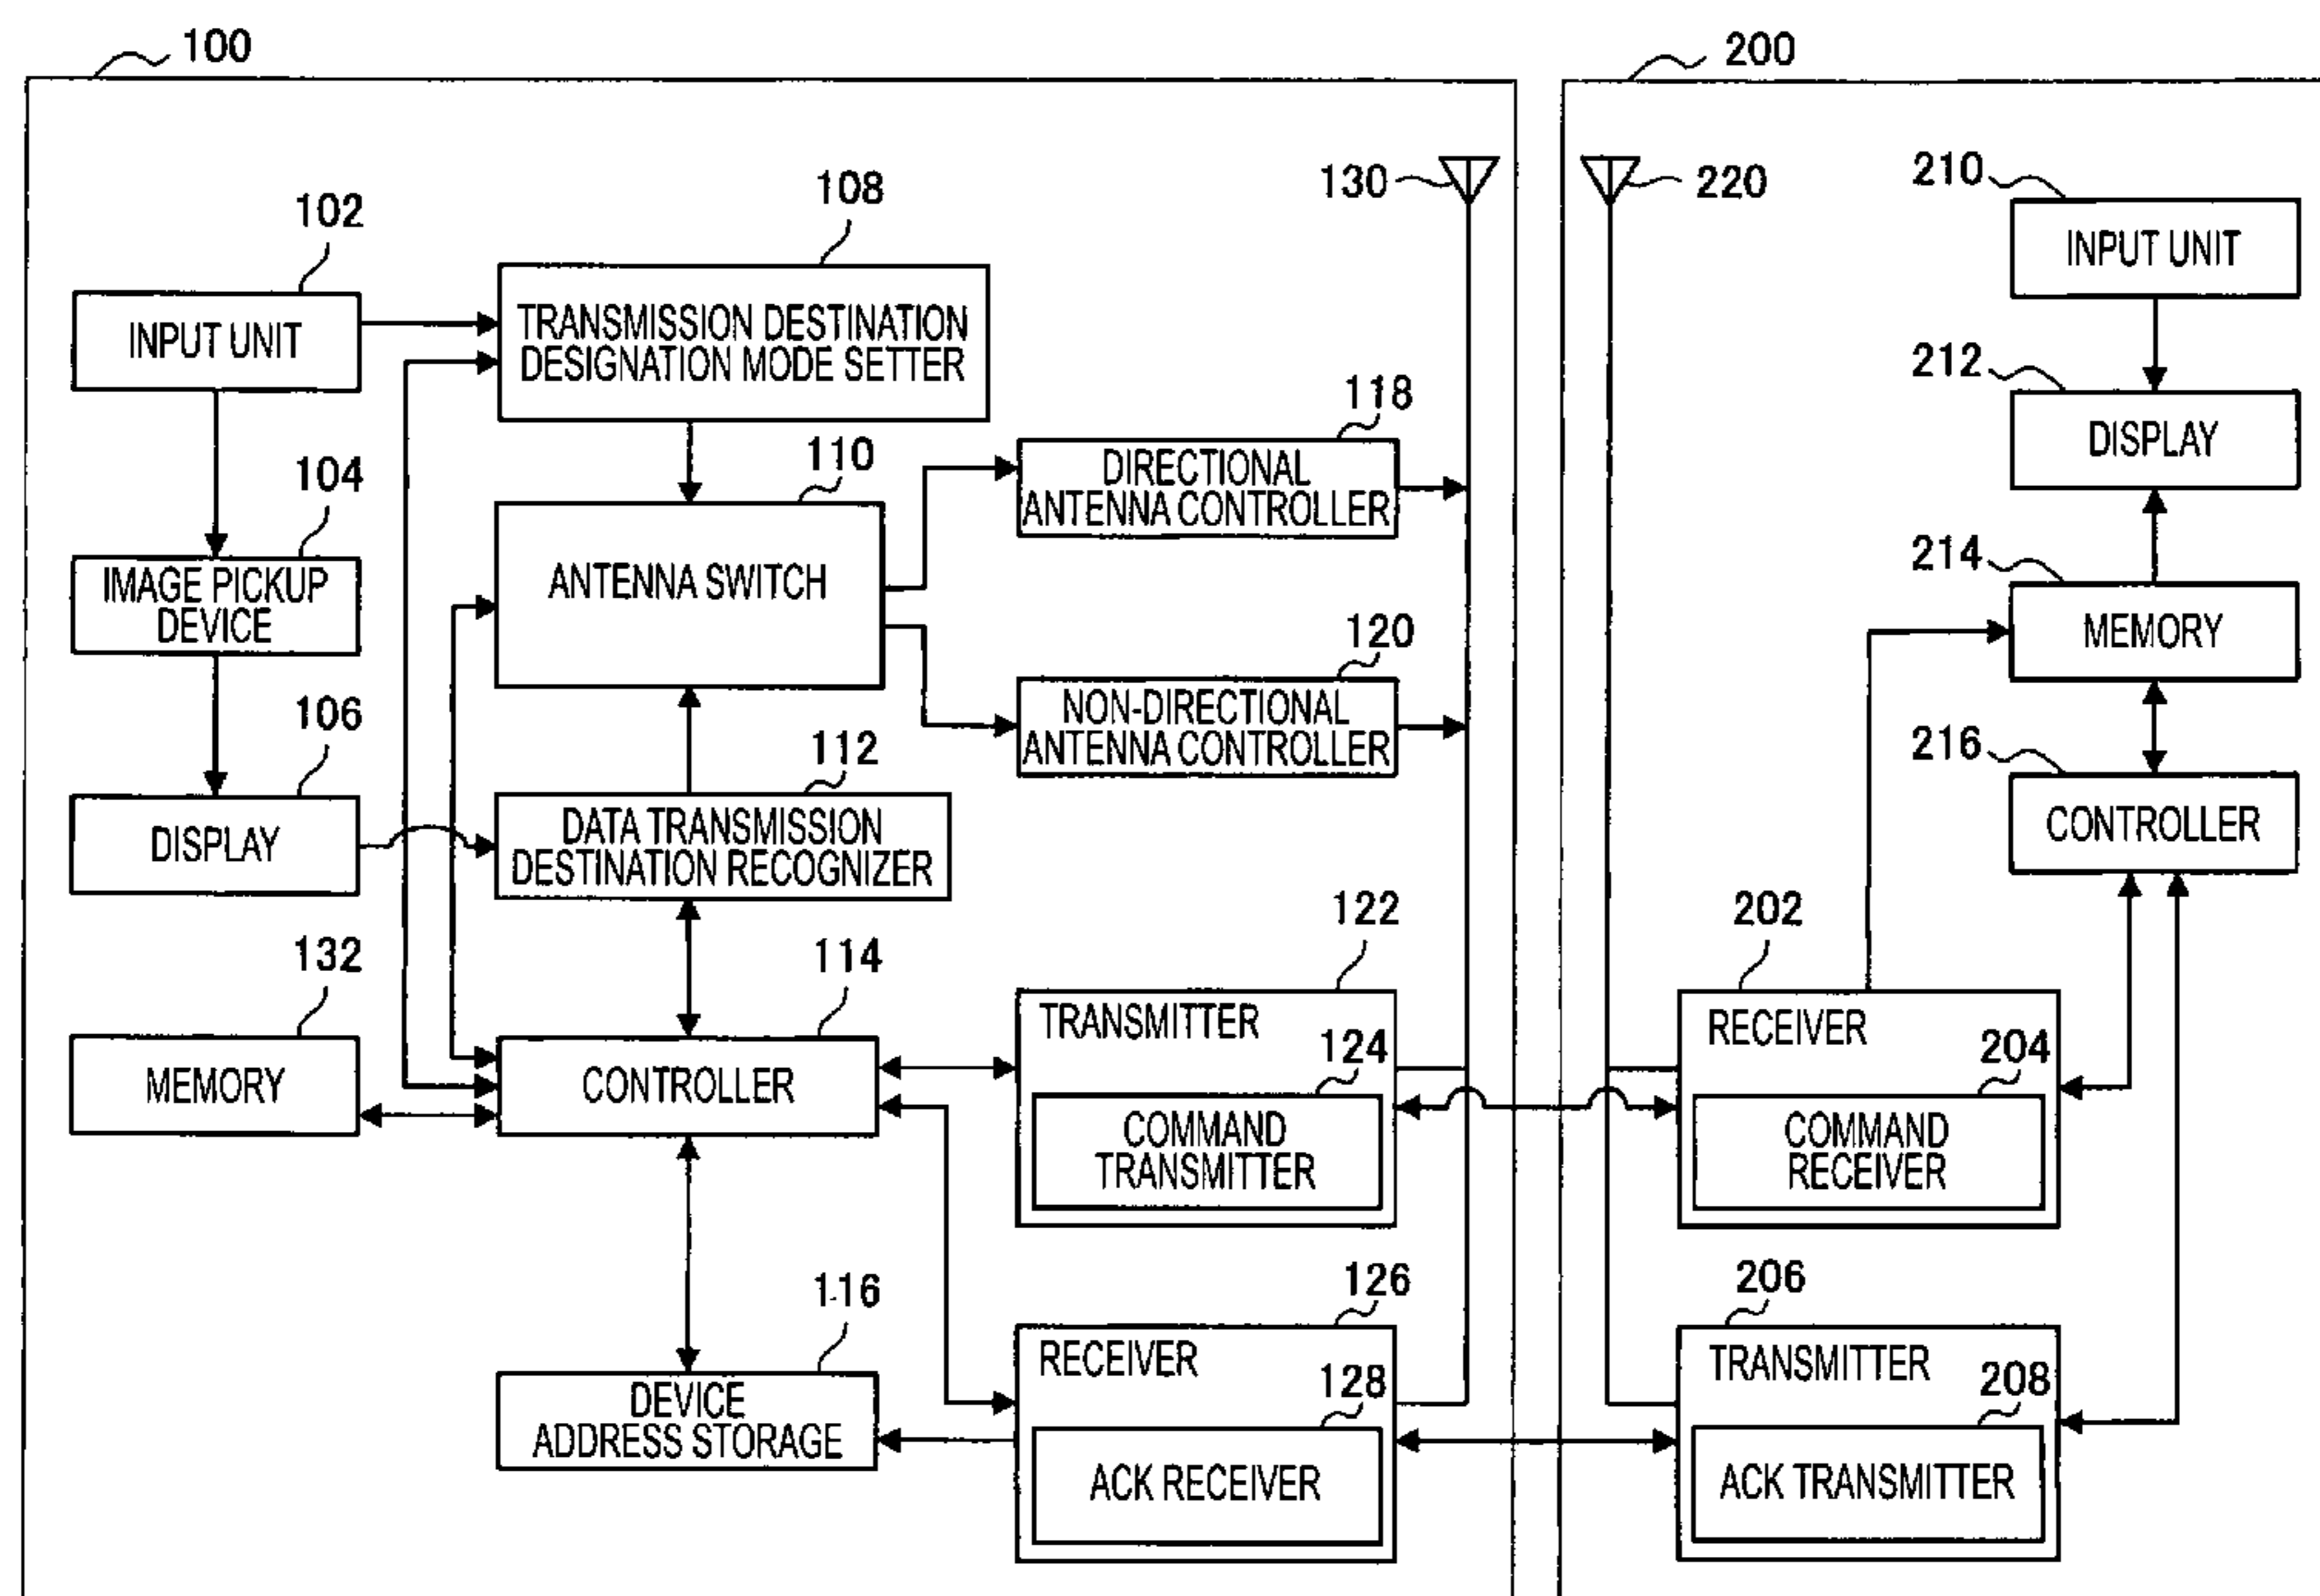 100
200
130
220
102
INPUT UNIT
108
TRANSMISSION DESTINATION
DESIGNATION MODE SETTER
104
IMAGE PICKUP
DEVICE
110
ANTENNA SWITCH
118
DIRECTIONAL
ANTENNA CONTROLLER
120
NON-DIRECTIONAL
ANTENNA CONTROLLER
106
DISPLAY
112
DATA TRANSMISSION
DESTINATION RECOGNIZER
132
MEMORY
114
CONTROLLER
122
TRANSMITTER
124
COMMAND
TRANSMITTER
116
DEVICE
ADDRESS STORAGE
126
RECEIVER
128
ACK RECEIVER
210
INPUT UNIT
212
DISPLAY
214
MEMORY
216
CONTROLLER
202
RECEIVER
204
COMMAND
RECEIVER
206
TRANSMITTER
208
ACK TRANSMITTER